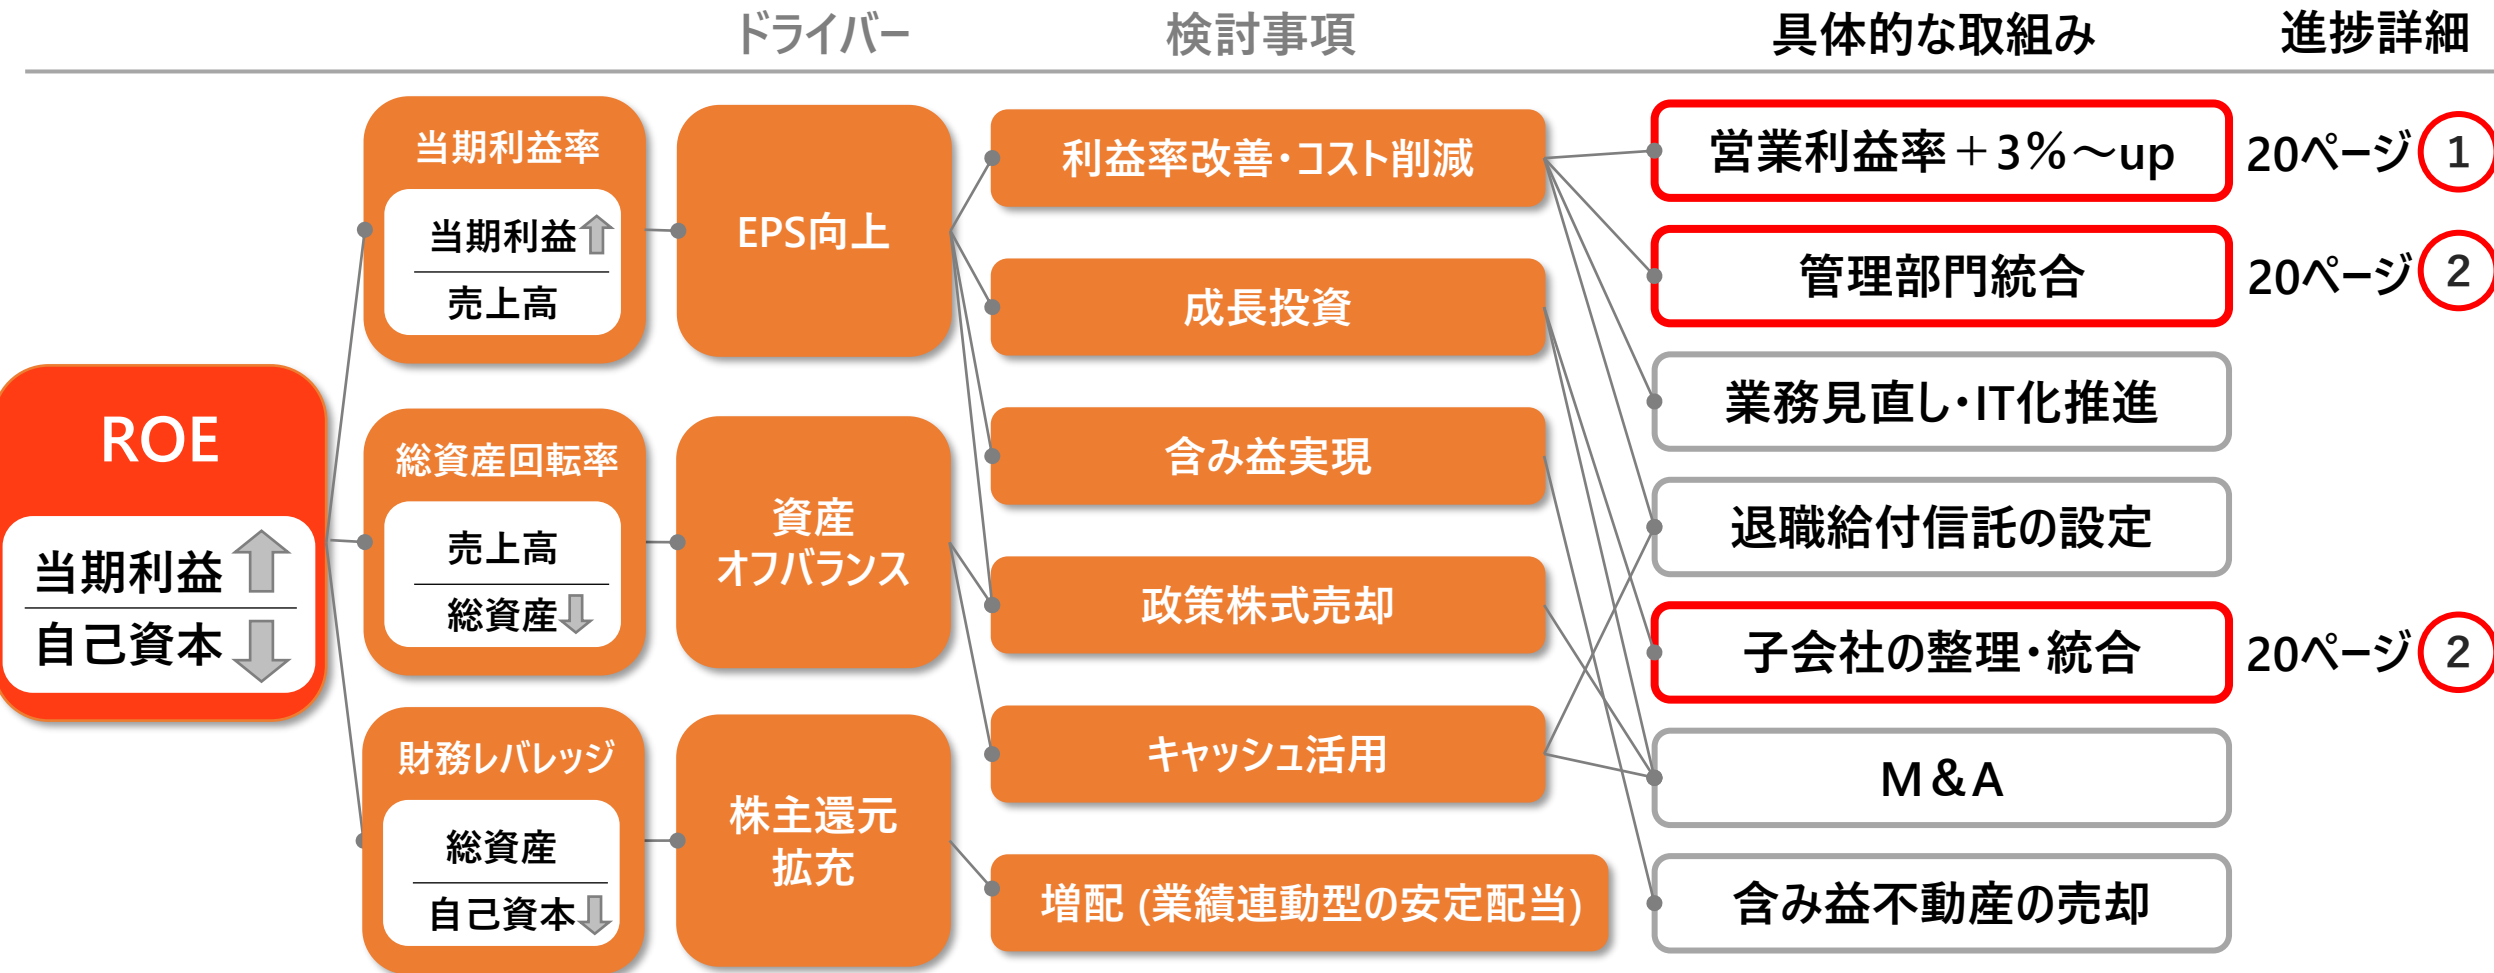 ドライバー
検討事項
具体的な取組み
進捗詳細
ROE
当期利益
自己資本
当期利益率
当期利益
売上高
総資産回転率
売上高
総資産
財務レバレッジ
総資産
自己資本
EPS向上
資産
オフバランス
株主還元
拡充
利益率改善・コスト削減
成長投資
含み益実現
政策株式売却
キャッシュ活用
増配 (業績連動型の安定配当)
営業利益率＋3％～up
20ページ 1
管理部門統合
20ページ 2
業務見直し・IT化推進
退職給付信託の設定
子会社の整理・統合
20ページ 2
M＆A
含み益不動産の売却